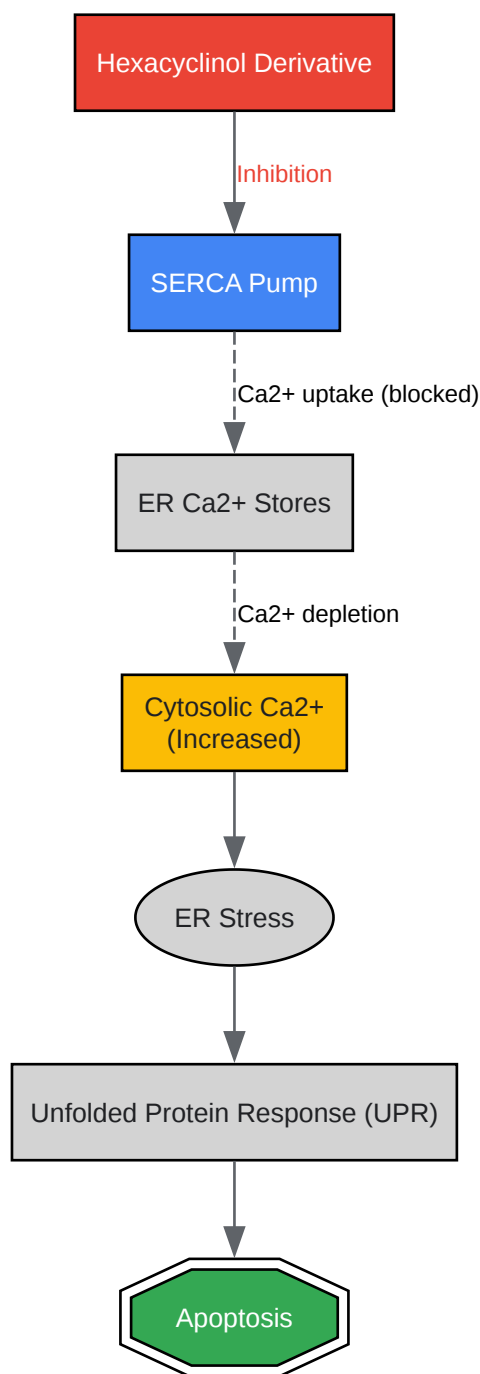 Hexacyclinol Derivative
Inhibition
SERCA Pump
Ca2+ uptake (blocked)
ER Ca2+ Stores
Ca2+ depletion
Cytosolic Ca2+
(Increased)
ER Stress
Unfolded Protein Response (UPR)
Apoptosis